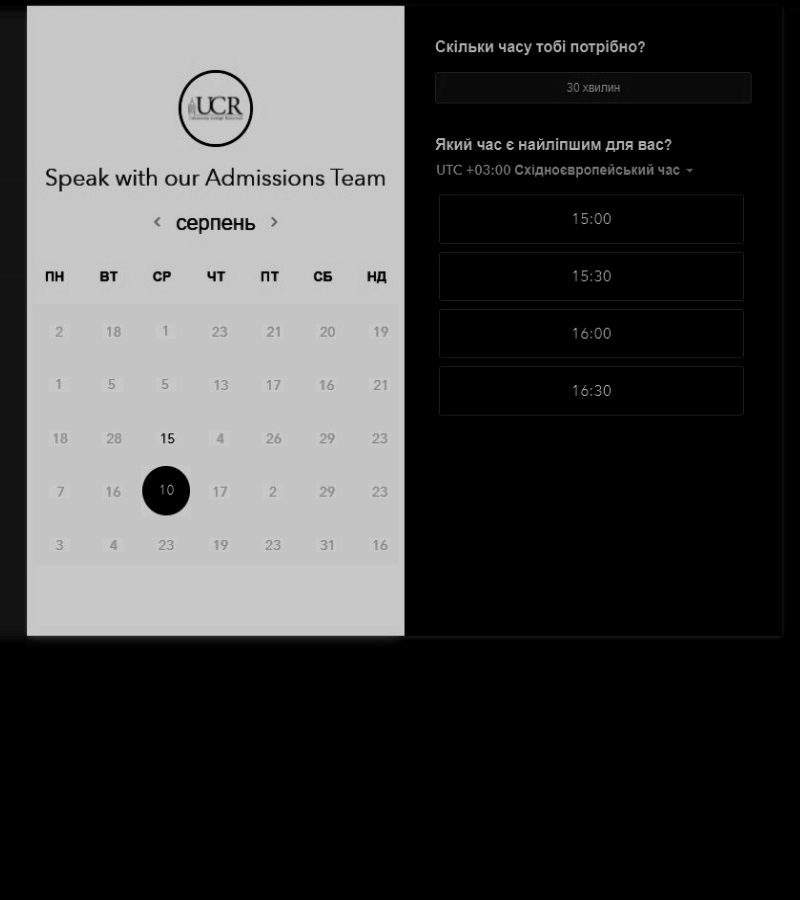 UCR
Speak with our Admissions Team
серпень
ПН ВТ СР ЧТ ПТ СБ НД
2 18 1 23 21 20 19
1 5 5 13 17 16 21
18 28 15 4 26 29 23
7 16 10 17 2 29 23
3 4 23 19 23 31 16
Скільки часу тобі потрібно?
30 хвилин
Який час є найліпшим для вас?
UTC +03:00 Східноєвропейський час
15:00
15:30
16:00
16:30